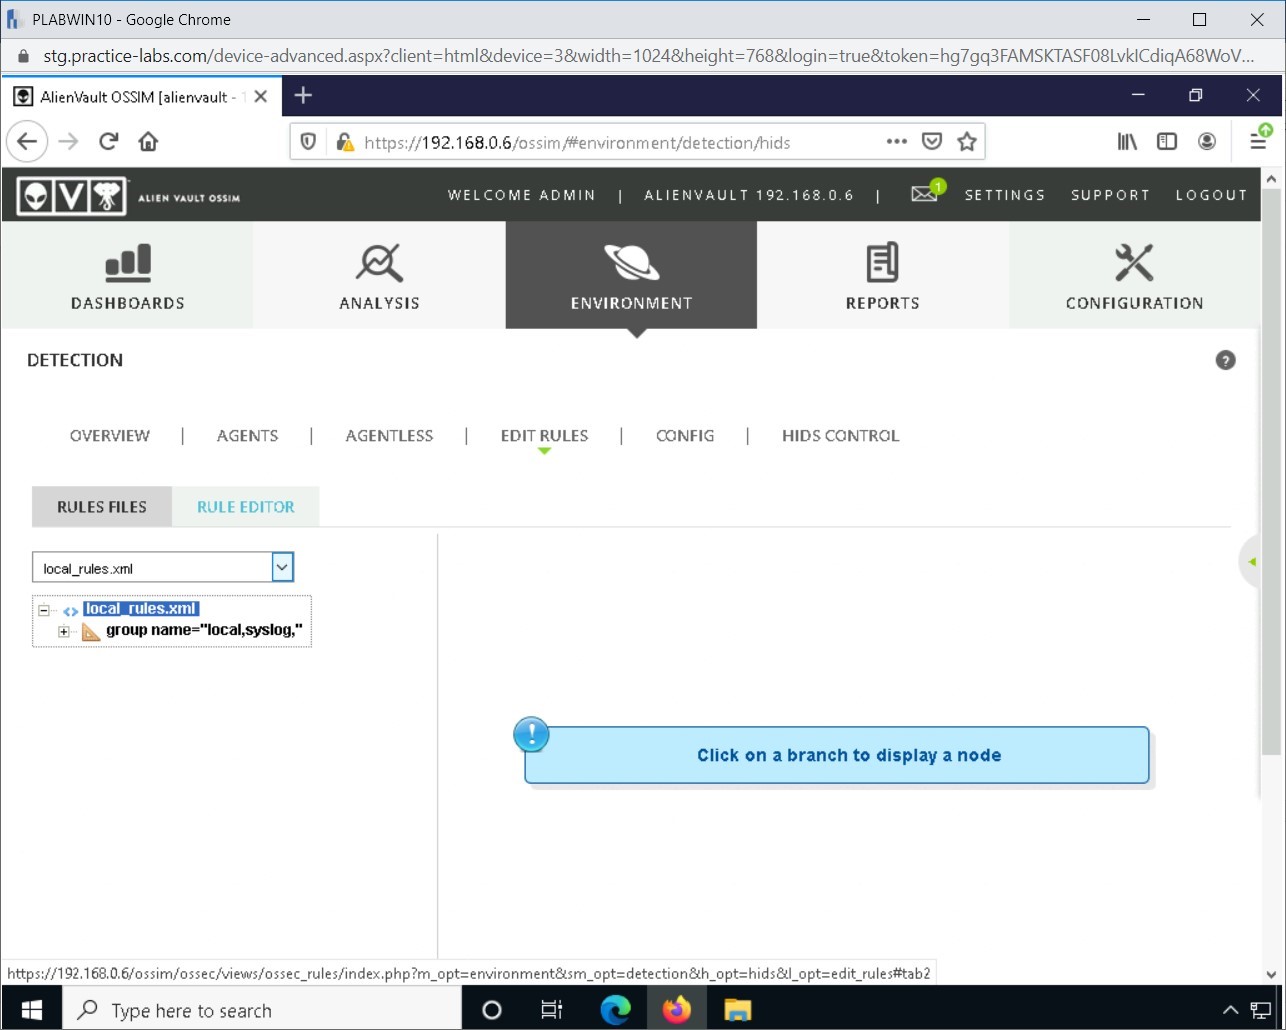 PLABWIN10 - Google Chrome
stg.practice-labs.com/device-advanced.aspx?client=html&device=3&width=1024&height=768&login=true&token=hg7gq3FAMSKTASF08LvkICdiqA68WoV...
AlienVault OSSIM [alienvault - 1
https://192.168.0.6/ossim/#environment/detection/hids
ALIEN VAULT OSSIM
WELCOME ADMIN | ALIENVAULT 192.168.0.6 | 1 SETTINGS SUPPORT LOGOUT
DASHBOARDS ANALYSIS ENVIRONMENT REPORTS CONFIGURATION
DETECTION
OVERVIEW | AGENTS | AGENTLESS | EDIT RULES | CONFIG | HIDS CONTROL
RULES FILES RULE EDITOR
local_rules.xml
local_rules.xml
group name="local,syslog,"
Click on a branch to display a node
https://192.168.0.6/ossim/ossec/views/ossec_rules/index.php?m_opt=environment&sm_opt=detection&h_opt=hids&l_opt=edit_rules#tab2
Type here to search